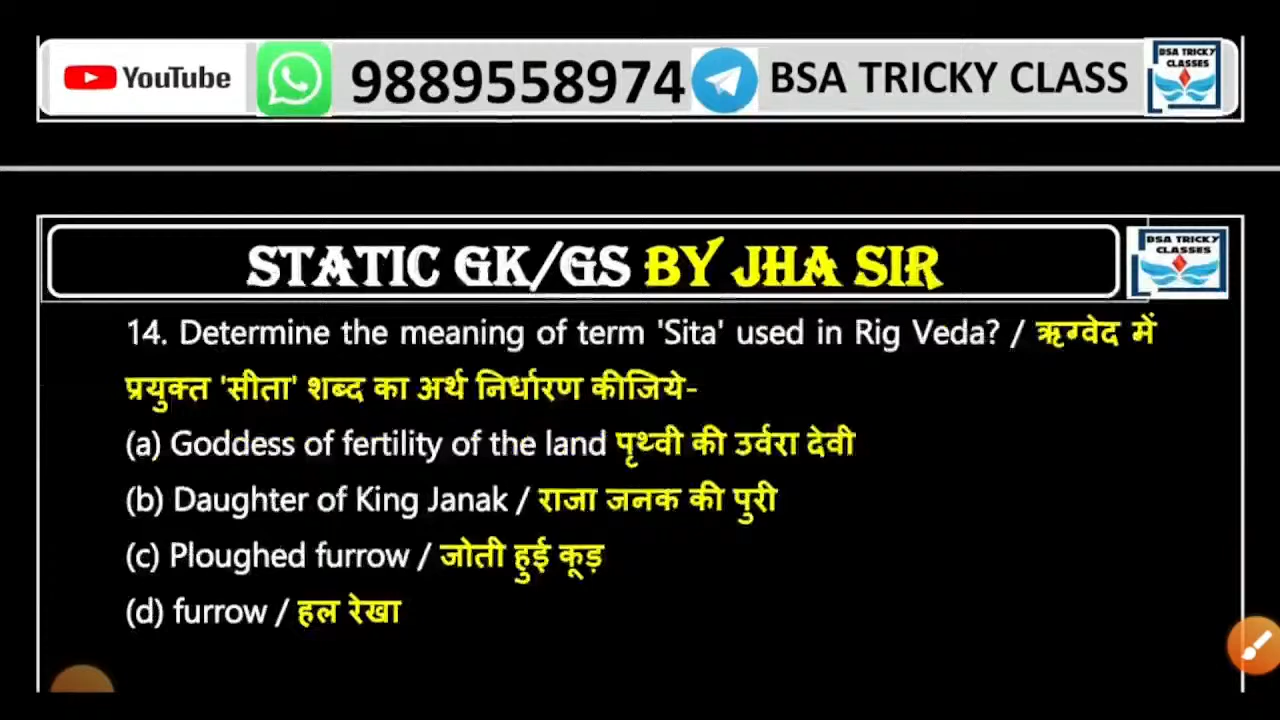 YouTube 9889558974 BSA TRICKY CLASS BSA TRICKY CLASSES
STATIC GK/GS BY JHA SIR BSA TRICKY CLASSES
14. Determine the meaning of term 'Sita' used in Rig Veda? / ऋग्वेद में
प्रयुक्त 'सीता' शब्द का अर्थ निर्धारण कीजिये-
(a) Goddess of fertility of the land पृथ्वी की उर्वरा देवी
(b) Daughter of King Janak / राजा जनक की पुरी
(c) Ploughed furrow / जोती हुई कूड़
(d) furrow / हल रेखा